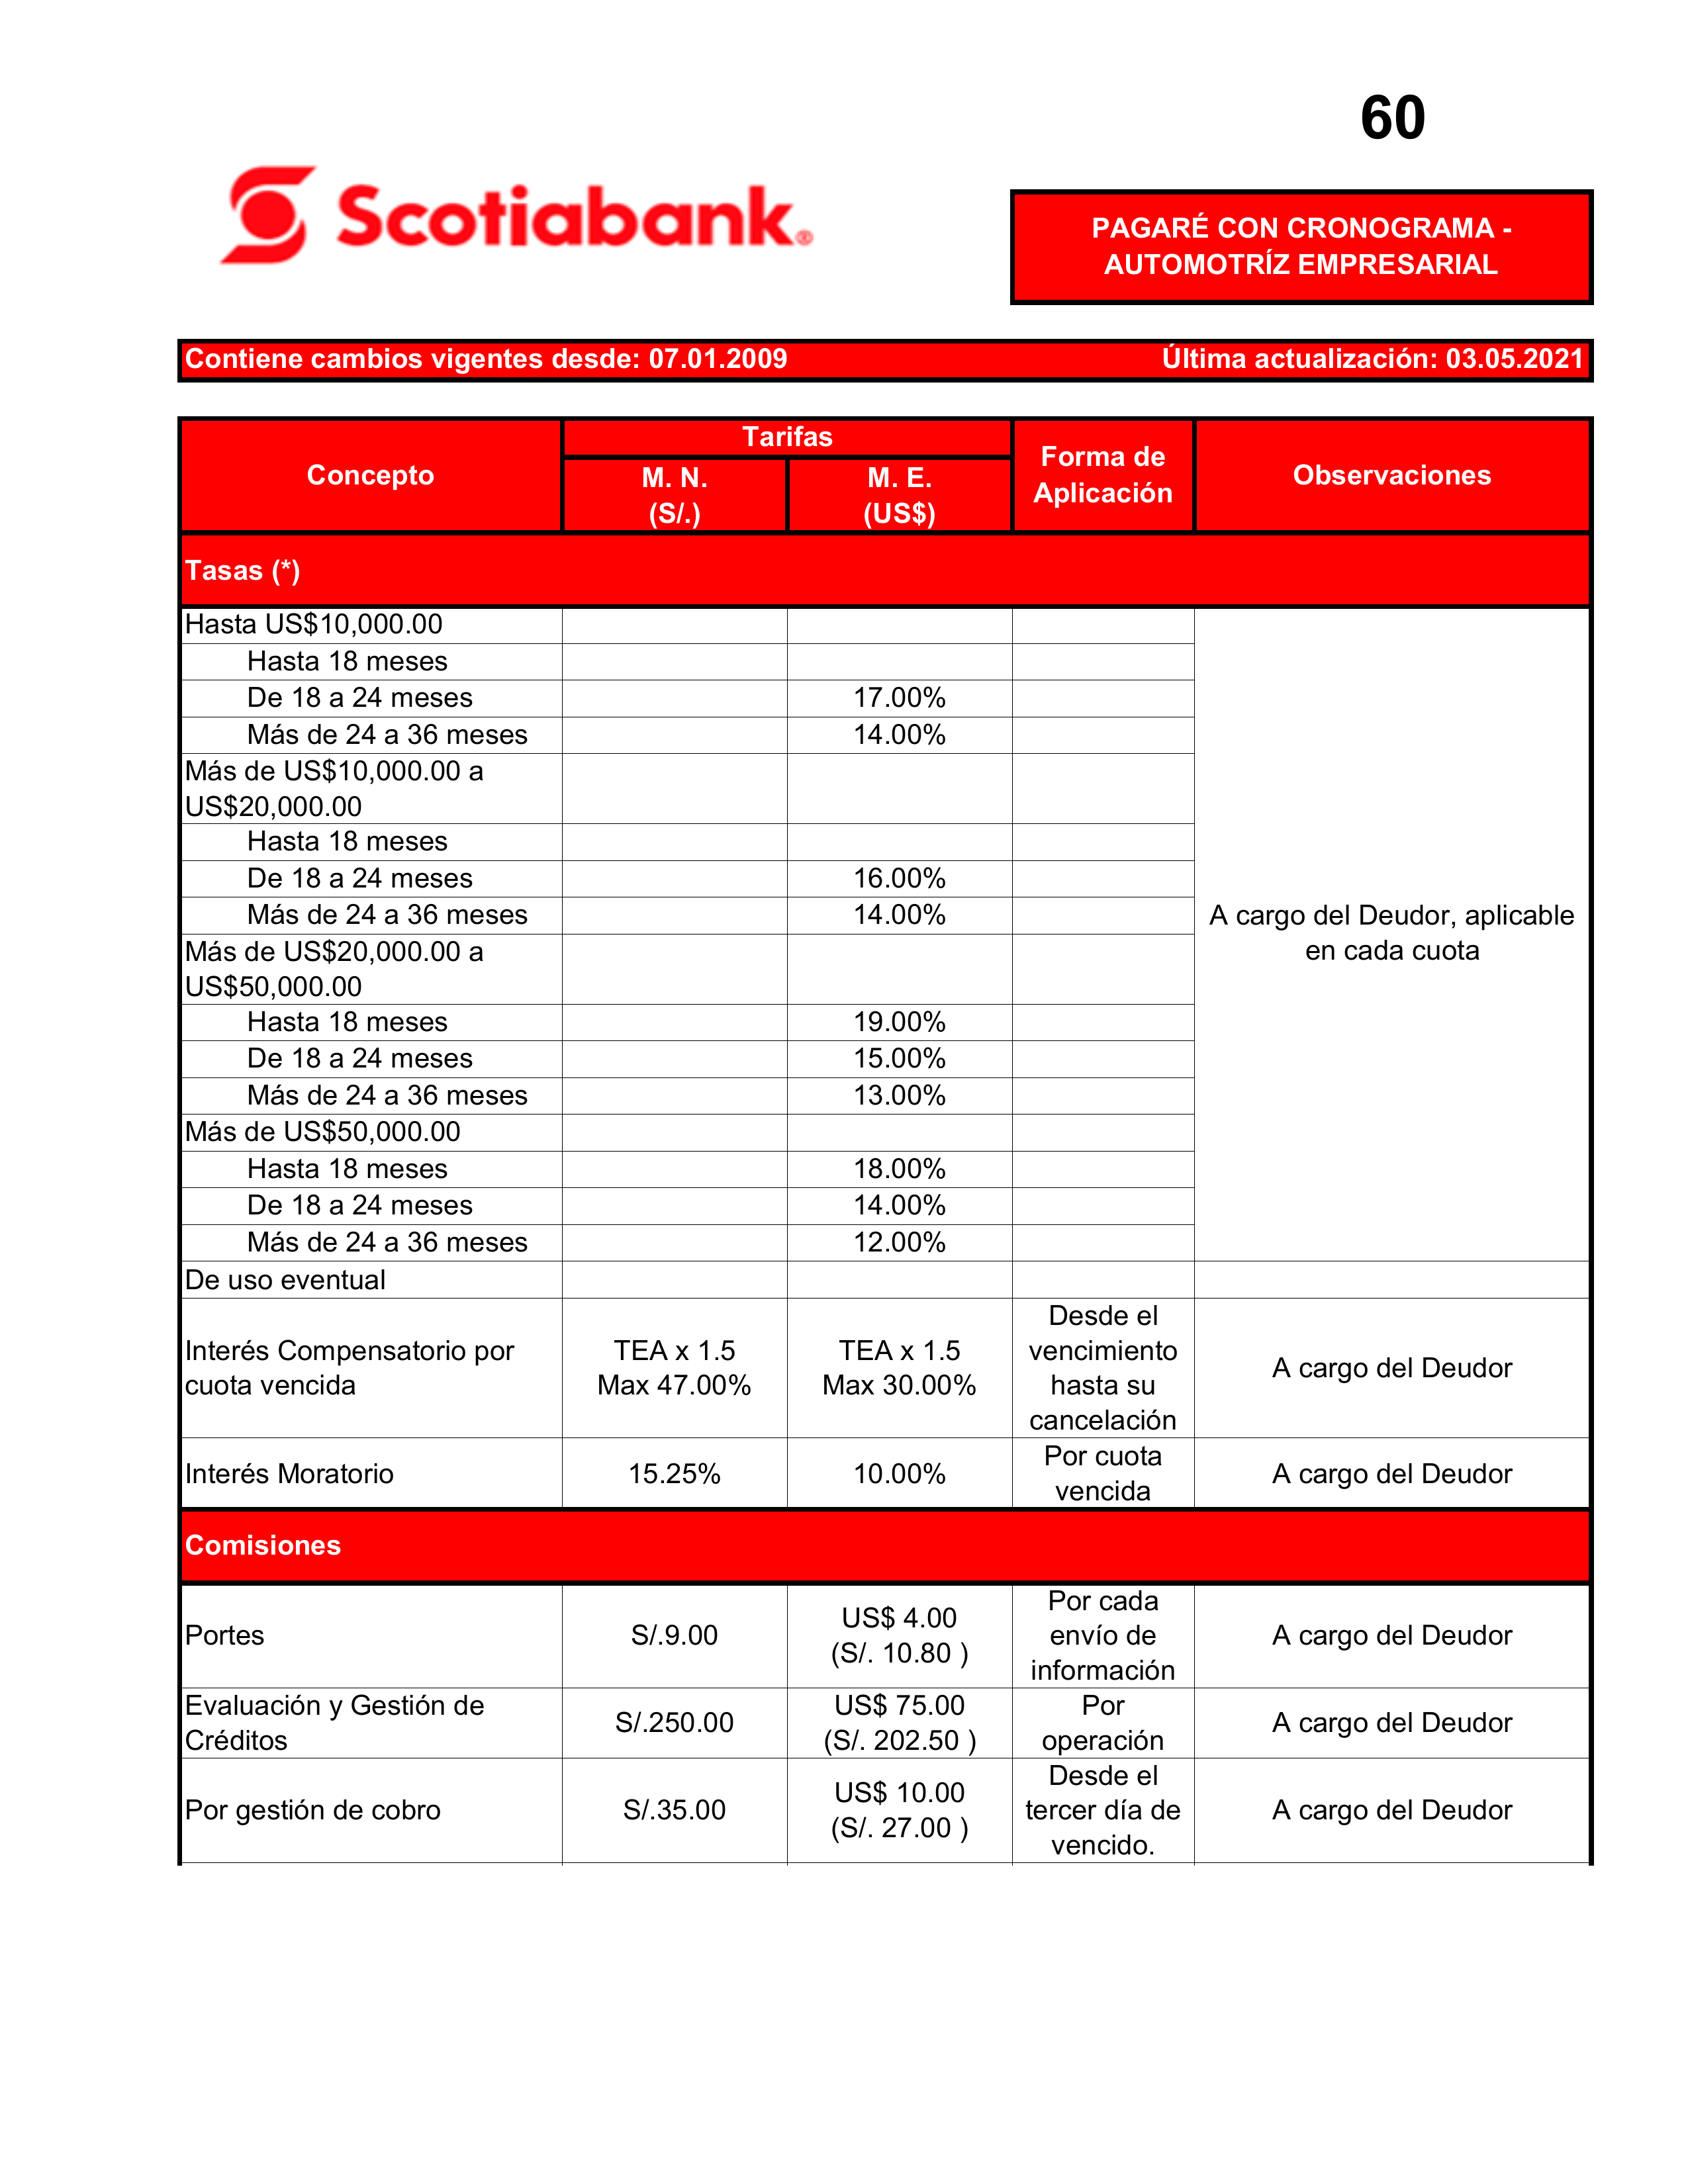 60
Scotiabank®
PAGARÉ CON CRONOGRAMA -
AUTOMOTRÍZ EMPRESARIAL
Contiene cambios vigentes desde: 07.01.2009 Última actualización: 03.05.2021
Concepto
Tarifas
M. N.
(S/.)
M. E.
(US$)
Forma de
Aplicación
Observaciones
Tasas (*)
Hasta US$10,000.00
Hasta 18 meses
De 18 a 24 meses 17.00%
Más de 24 a 36 meses 14.00%
Más de US$10,000.00 a
US$20,000.00
Hasta 18 meses
De 18 a 24 meses 16.00%
Más de 24 a 36 meses 14.00%
Más de US$20,000.00 a
US$50,000.00
Hasta 18 meses 19.00%
De 18 a 24 meses 15.00%
Más de 24 a 36 meses 13.00%
Más de US$50,000.00
Hasta 18 meses 18.00%
De 18 a 24 meses 14.00%
Más de 24 a 36 meses 12.00%
A cargo del Deudor, aplicable
en cada cuota
De uso eventual
Interés Compensatorio por
cuota vencida
TEA x 1.5
Max 47.00%
TEA x 1.5
Max 30.00%
Desde el
vencimiento
hasta su
cancelación
A cargo del Deudor
Interés Moratorio
15.25%
10.00%
Por cuota
vencida
A cargo del Deudor
Comisiones
Portes
S/.9.00
US$ 4.00
(S/. 10.80 )
Por cada
envío de
información
A cargo del Deudor
Evaluación y Gestión de
Créditos
S/.250.00
US$ 75.00
(S/. 202.50 )
Por
operación
A cargo del Deudor
Por gestión de cobro
S/.35.00
US$ 10.00
(S/. 27.00 )
Desde el
tercer día de
vencido.
A cargo del Deudor